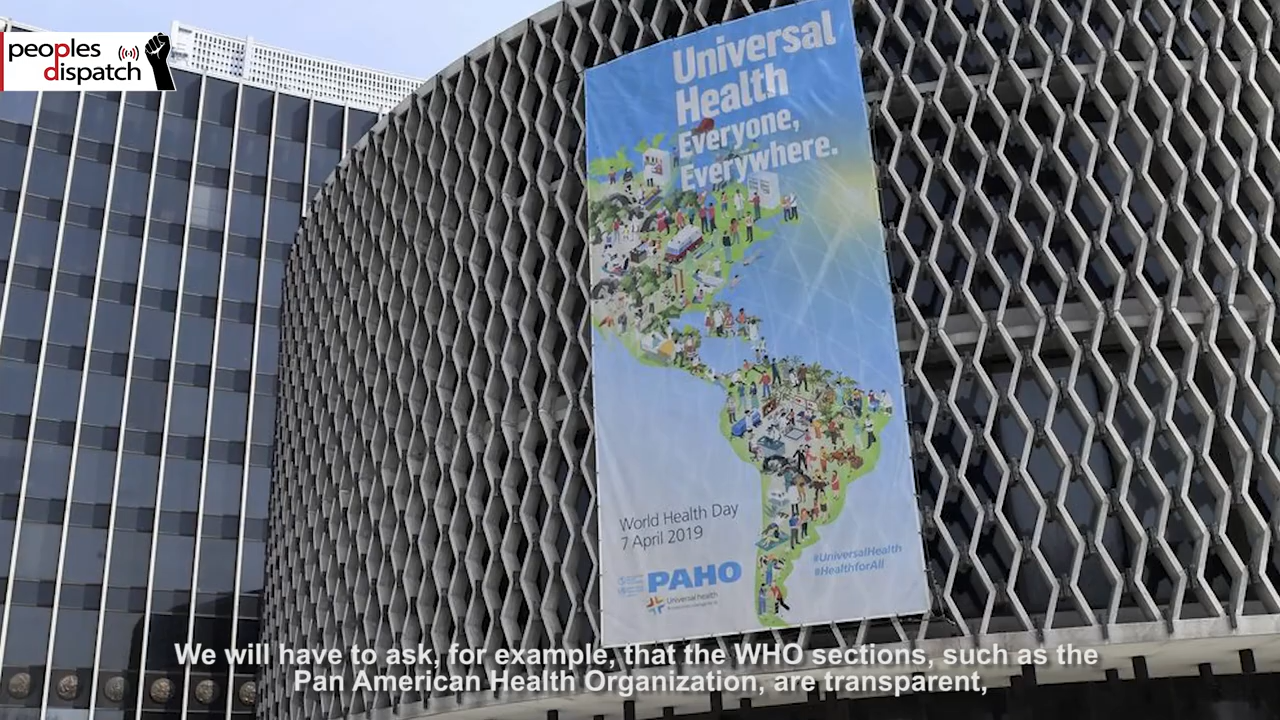 peoples
dispatch
Universal
Health
Everyone,
Everywhere.
World Health Day
7 April 2019
#UniversalHealth
#HealthforAll
PAHO
Universal health
We will have to ask, for example, that the WHO sections, such as the
Pan American Health Organization, are transparent,